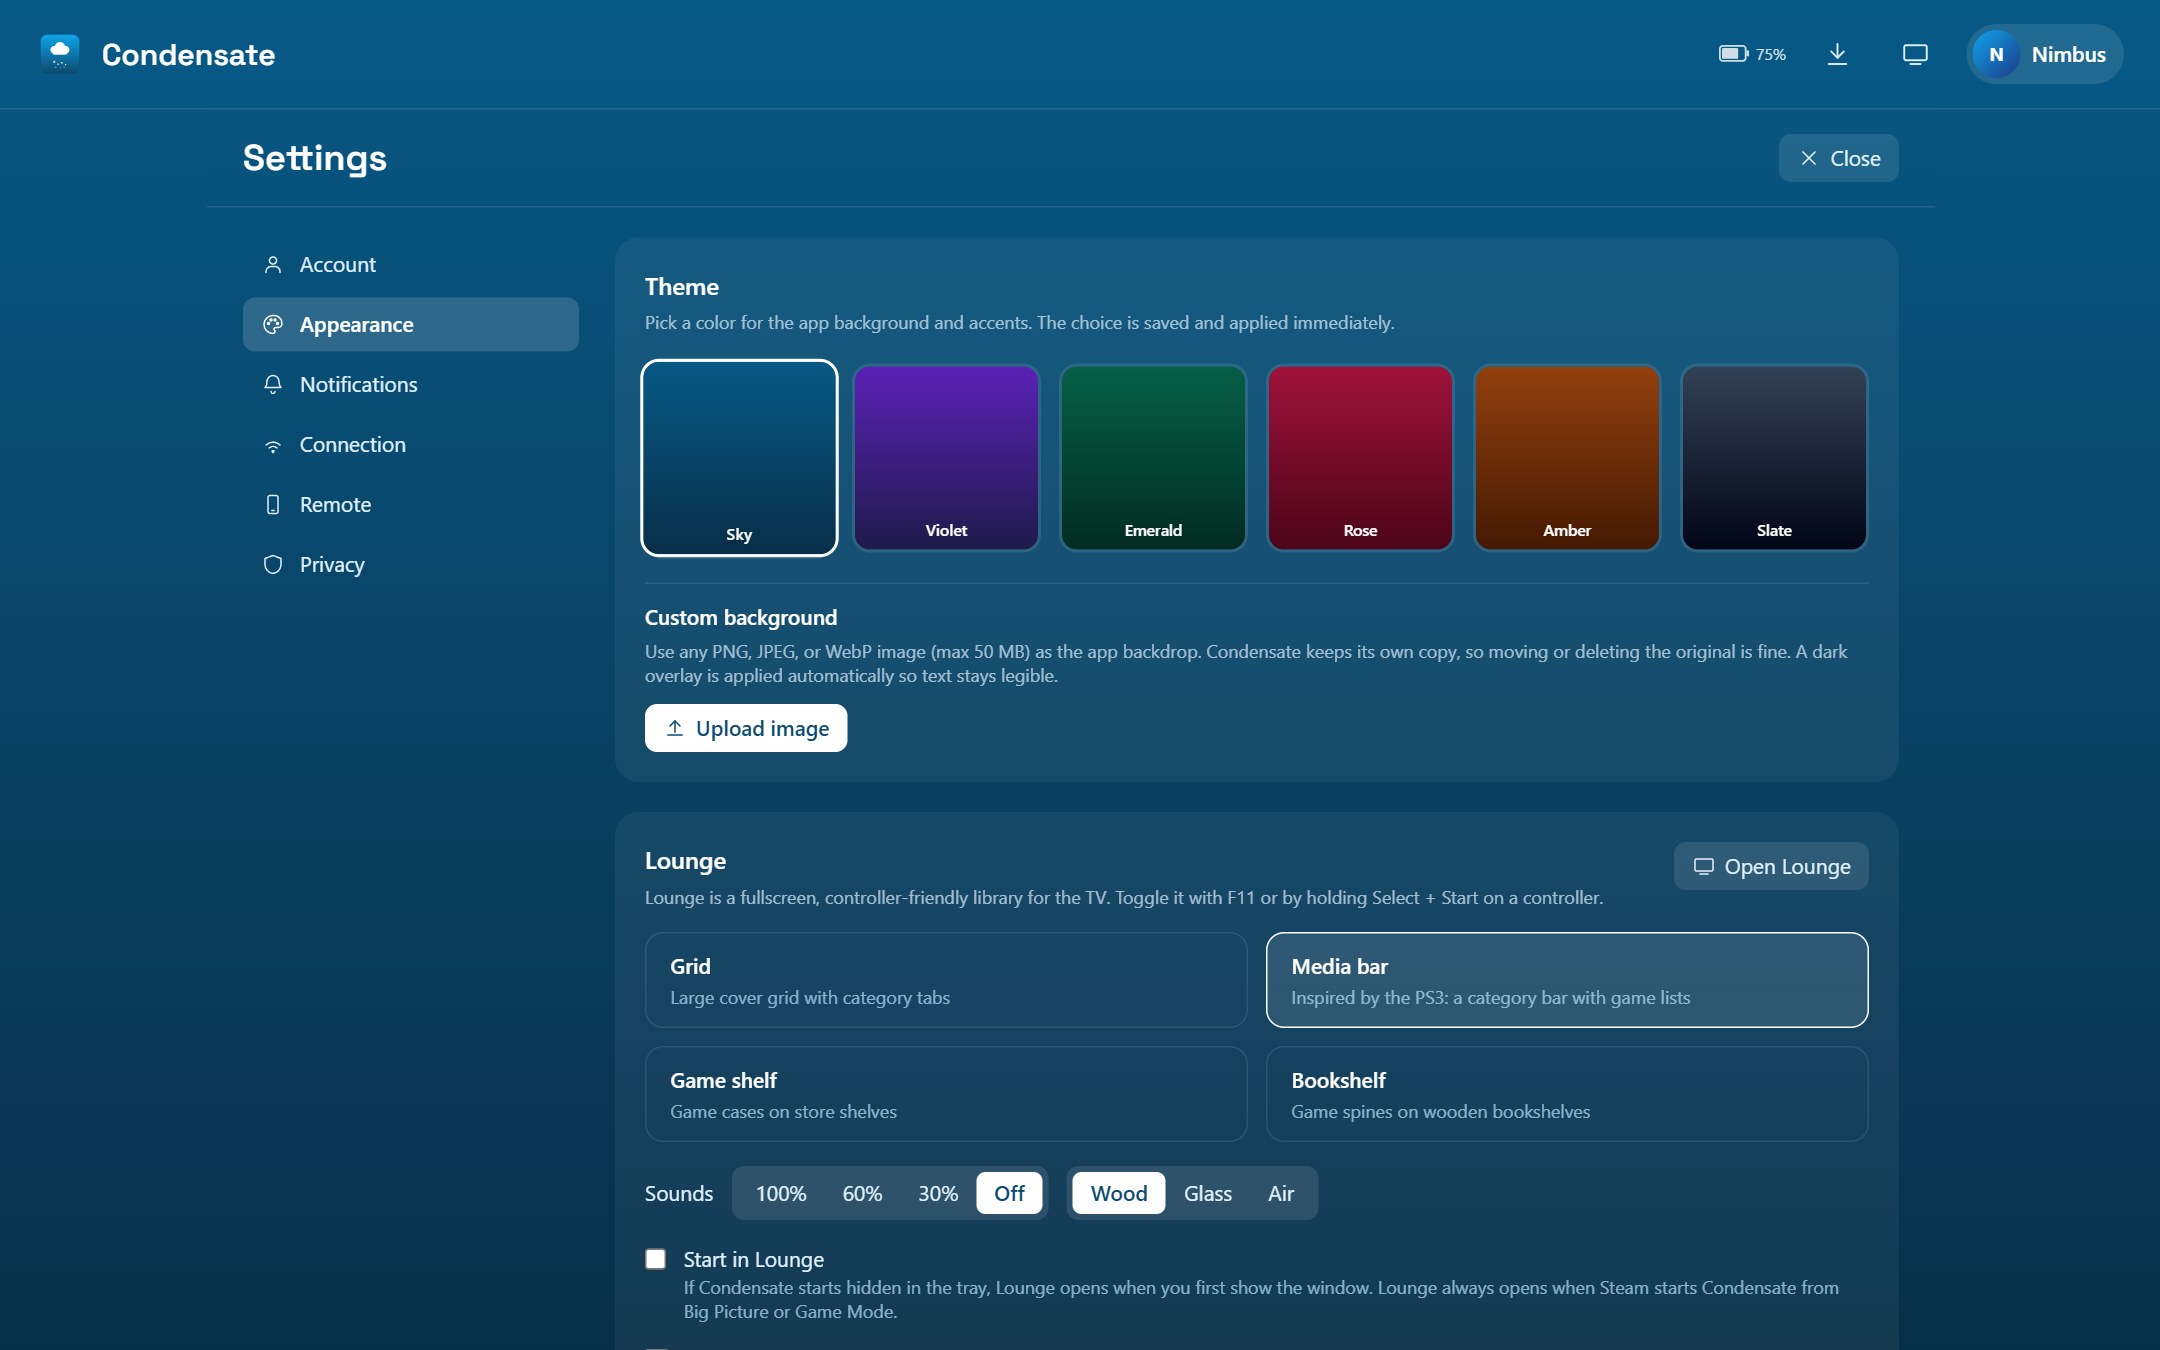 Condensate
75%
N
Nimbus
Settings
Close
Account
Appearance
Notifications
Connection
Remote
Privacy
Theme
Pick a color for the app background and accents. The choice is saved and applied immediately.
Sky
Violet
Emerald
Rose
Amber
Slate
Custom background
Use any PNG, JPEG, or WebP image (max 50 MB) as the app backdrop. Condensate keeps its own copy, so moving or deleting the original is fine. A dark
overlay is applied automatically so text stays legible.
Upload image
Lounge
Open Lounge
Lounge is a fullscreen, controller-friendly library for the TV. Toggle it with F11 or by holding Select + Start on a controller.
Grid
Large cover grid with category tabs
Media bar
Inspired by the PS3: a category bar with game lists
Game shelf
Game cases on store shelves
Bookshelf
Game spines on wooden bookshelves
Sounds
100%
60%
30%
Off
Wood
Glass
Air
Start in Lounge
If Condensate starts hidden in the tray, Lounge opens when you first show the window. Lounge always opens when Steam starts Condensate from
Big Picture or Game Mode.